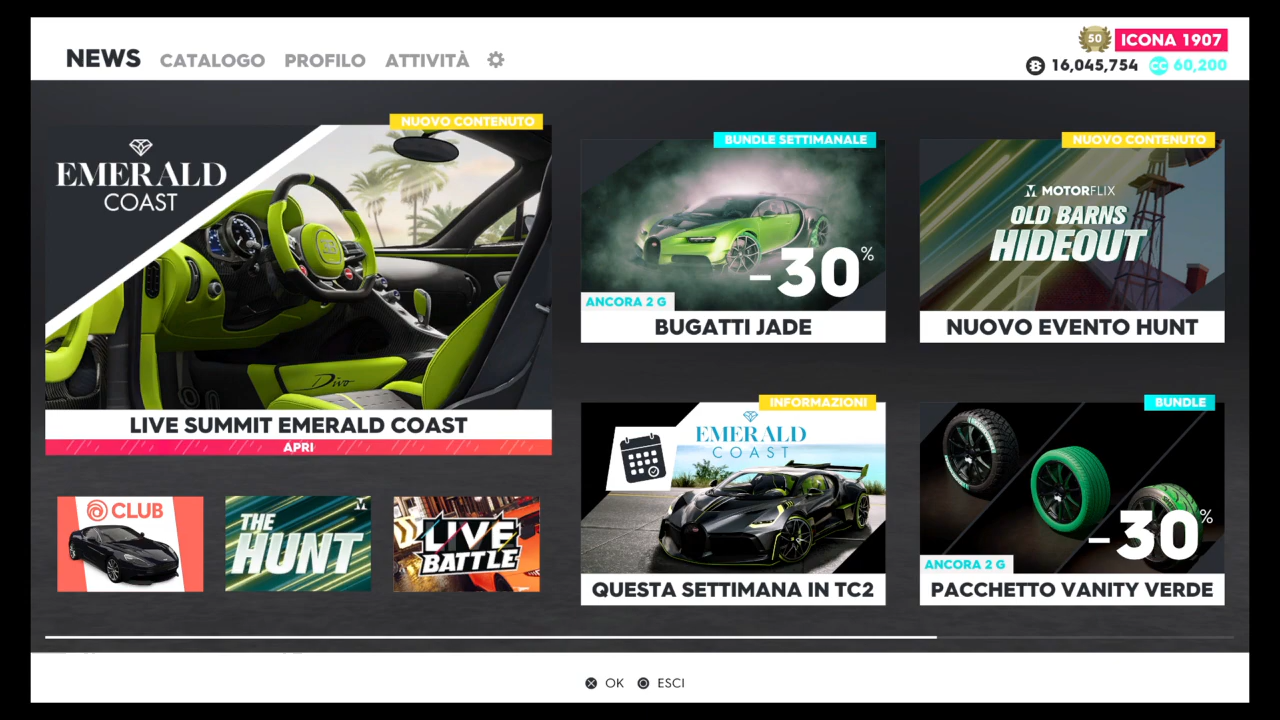 NEWS CATALOGO PROFILO ATTIVITÀ
50 ICONA 1907
16,045,754 CC 60,200
NUOVO CONTENUTO
EMERALD
COAST
Divo
LIVE SUMMIT EMERALD COAST
APRI
BUNDLE SETTIMANALE
-30%
ANCORA 2 G
BUGATTI JADE
NUOVO CONTENUTO
MOTORFLIX
OLD BARNS
HIDEOUT
NUOVO EVENTO HUNT
CLUB
THE
HUNT
LIVE
BATTLE
INFORMAZIONI
EMERALD
COAST
QUESTA SETTIMANA IN TC2
BUNDLE
-30%
ANCORA 2 G
PACCHETTO VANITY VERDE
OK ESCI